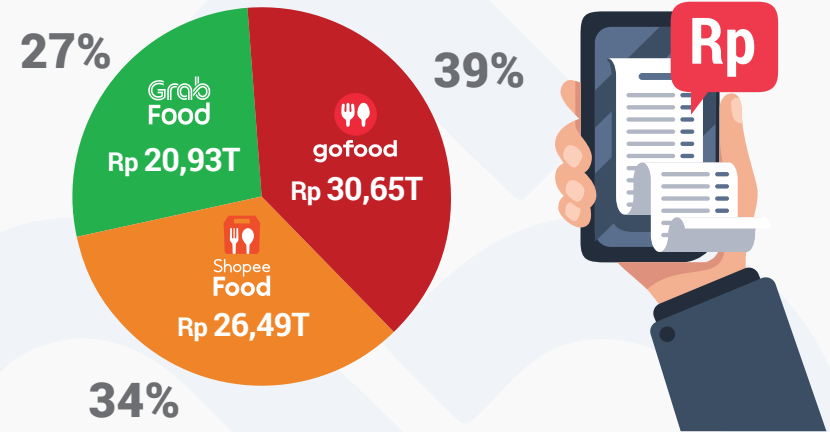 27%
Grab
Food
Rp 20,93T
39%
gofood
Rp 30,65T
Shopee
Food
Rp 26,49T
34%
Rp